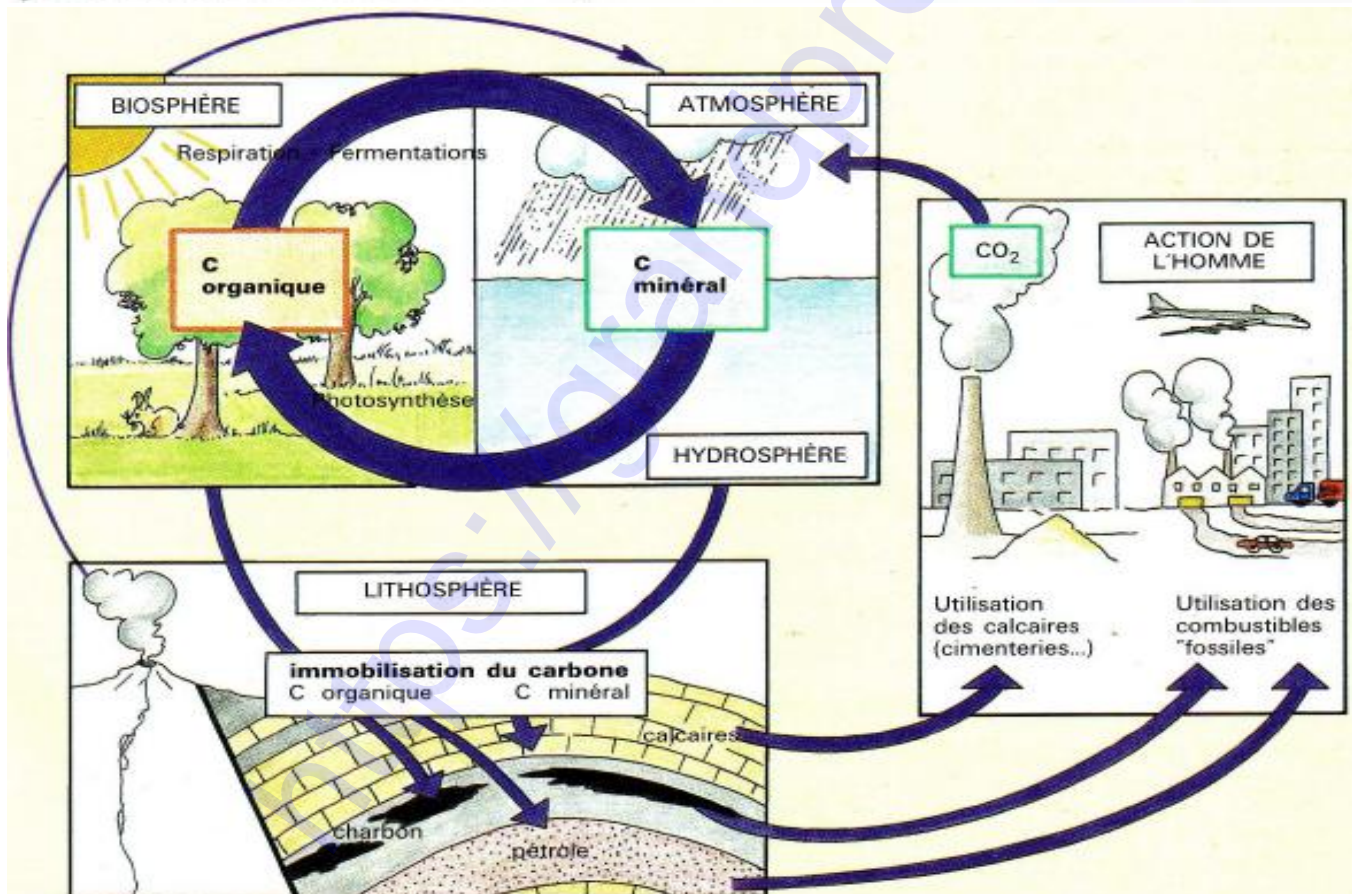 BIOSPHÈRE
ATMOSPHÈRE
Respiration - Fermentations
C
organique
C
minéral
Photosynthèse
HYDROSPHÈRE
CO₂
ACTION DE
L'HOMME
Utilisation
des calcaires
(cimenteries...)
Utilisation des
combustibles
"fossiles"
LITHOSPHÈRE
immobilisation du carbone
C organique C minéral
calcaires
charbon
pétrole